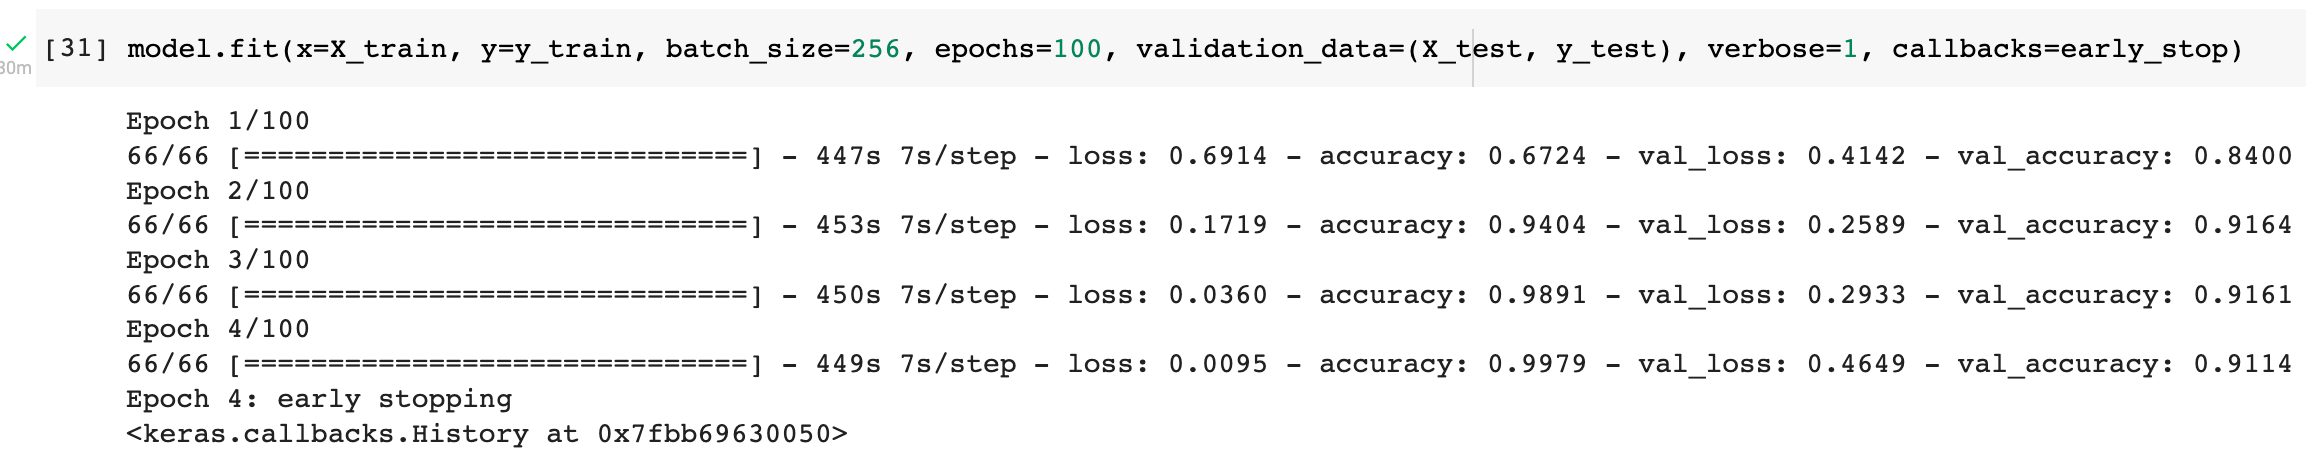 [31] model.fit(x=X_train, y=y_train, batch_size=256, epochs=100, validation_data=(X_test, y_test), verbose=1, callbacks=early_stop)
30m
Epoch 1/100
66/66 [==============================] - 447s 7s/step - loss: 0.6914 - accuracy: 0.6724 - val_loss: 0.4142 - val_accuracy: 0.8400
Epoch 2/100
66/66 [==============================] - 453s 7s/step - loss: 0.1719 - accuracy: 0.9404 - val_loss: 0.2589 - val_accuracy: 0.9164
Epoch 3/100
66/66 [==============================] - 450s 7s/step - loss: 0.0360 - accuracy: 0.9891 - val_loss: 0.2933 - val_accuracy: 0.9161
Epoch 4/100
66/66 [==============================] - 449s 7s/step - loss: 0.0095 - accuracy: 0.9979 - val_loss: 0.4649 - val_accuracy: 0.9114
Epoch 4: early stopping
<keras.callbacks.History at 0x7fbb69630050>